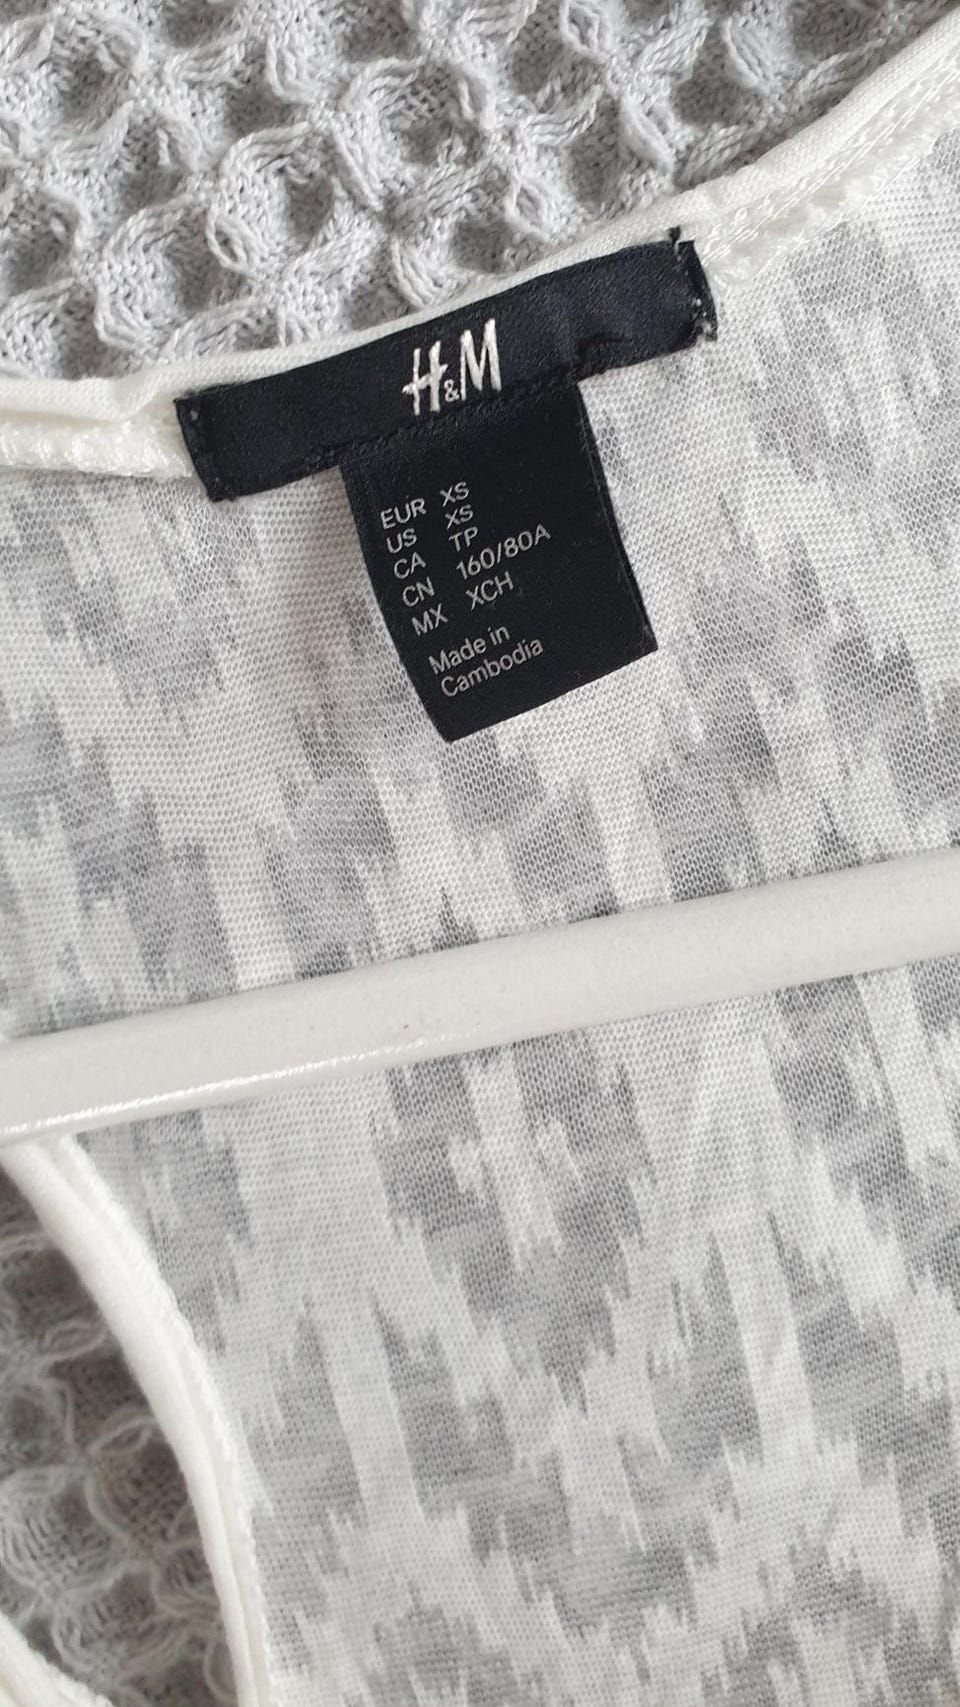 H&M
EUR XS
US XS
CA TP
CN 160/80A
MX XCH
Made in
Cambodia